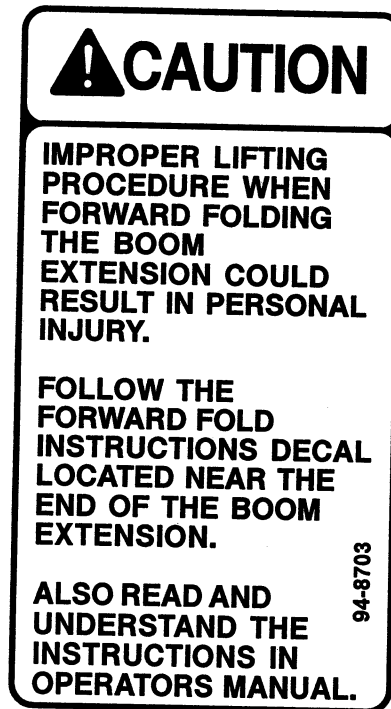 CAUTION
IMPROPER LIFTING
PROCEDURE WHEN
FORWARD FOLDING
THE BOOM
EXTENSION COULD
RESULT IN PERSONAL
INJURY.
FOLLOW THE
FORWARD FOLD
INSTRUCTIONS DECAL
LOCATED NEAR THE
END OF THE BOOM
EXTENSION.
ALSO READ AND
UNDERSTAND THE
INSTRUCTIONS IN
OPERATORS MANUAL.
94-8703